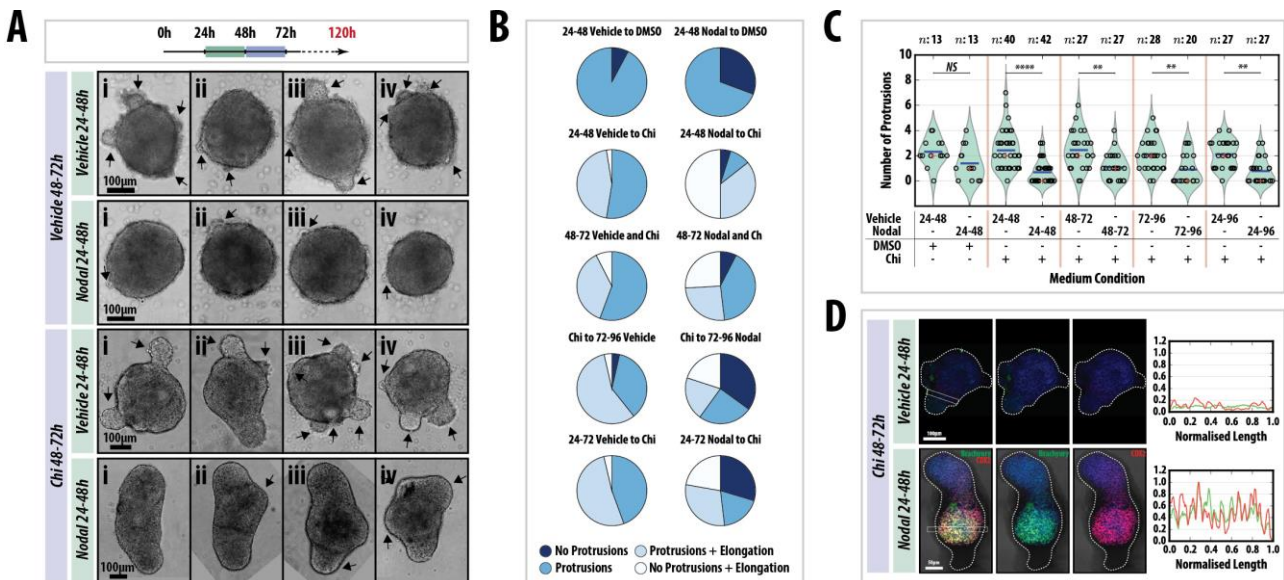 A
0h 24h 48h 72h 120h
Vehicle 48-72h
Vehicle 24-48h
i ii iii iv
100µm
Nodal 24-48h
i ii iii iv
100µm
Chi 48-72h
Vehicle 24-48h
i ii iii iv
100µm
Nodal 24-48h
i ii iii iv
100µm
B
24-48 Vehicle to DMSO 24-48 Nodal to DMSO
24-48 Vehicle to Chi 24-48 Nodal to Chi
48-72 Vehicle and Chi 48-72 Nodal and Ch
Chi to 72-96 Vehicle Chi to 72-96 Nodal
24-72 Vehicle to Chi 24-72 Nodal to Chi
No Protrusions Protrusions + Elongation
Protrusions No Protrusions + Elongation
C
n: 13 n: 13 n: 40 n: 42 n: 27 n: 27 n: 28 n: 20 n: 27 n: 27
NS **** ** ** **
Number of Protrusions
10
8
6
4
2
0
Vehicle 24-48 - 24-48 - 48-72 - 72-96 - 24-96 -
Nodal - 24-48 - 24-48 - 48-72 - 72-96 - 24-96
DMSO + + - - - - - - - -
Chi - - + + + + + + + +
Medium Condition
D
Chi 48-72h
Vehicle 24-48h
100µm
1.2
1.0
0.8
0.6
0.4
0.2
0.0
0.0 0.2 0.4 0.6 0.8 1.0
Normalised Length
Nodal 24-48h
Brachyury
CDX2
Brachyury
CDX2
50µm
1.2
1.0
0.8
0.6
0.4
0.2
0.0
0.0 0.2 0.4 0.6 0.8 1.0
Normalised Length